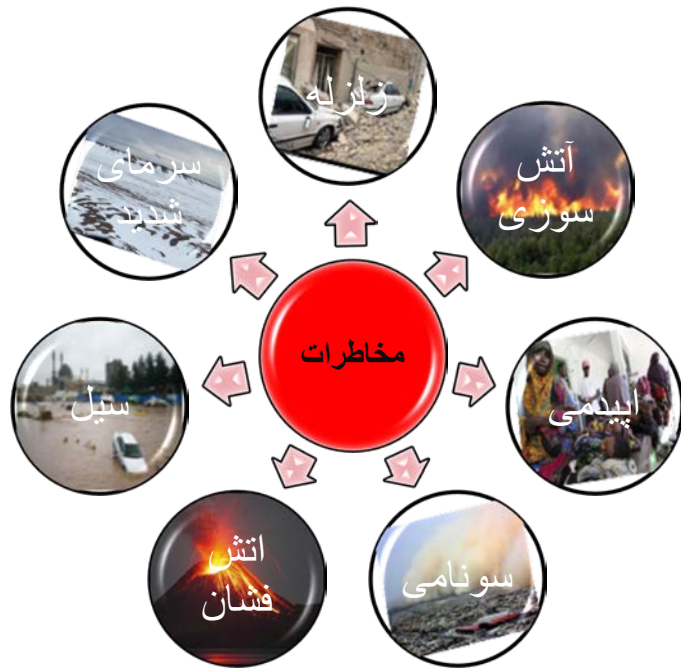 زلزله
آتش
سوزی
اپیدمی
سونامی
اتش
فشان
سیل
سرمای
شدید
مخاطرات